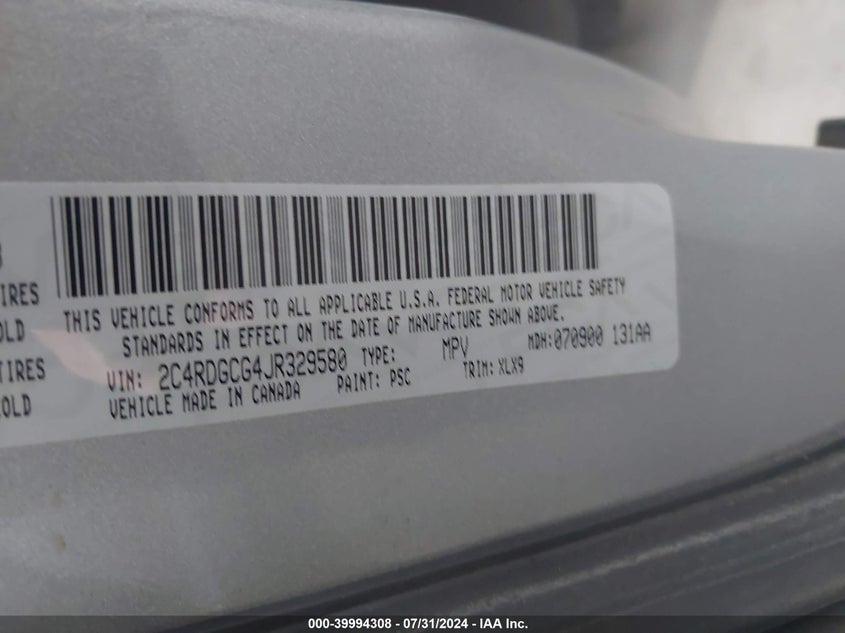 IRES
OLD
IRES
COLD
THIS VEHICLE CONFORMS TO ALL APPLICABLE U.S.A. FEDERAL MOTOR VEHICLE SAFETY
STANDARDS IN EFFECT ON THE DATE OF MANUFACTURE SHOWN ABOVE.
VIN: 2C4RDGCG4JR329580 TYPE: MPV MDH:070900 131AA
VEHICLE MADE IN CANADA PAINT: PSC TRIM: XLX9
000-39994308 - 07/31/2024 - IAA Inc.